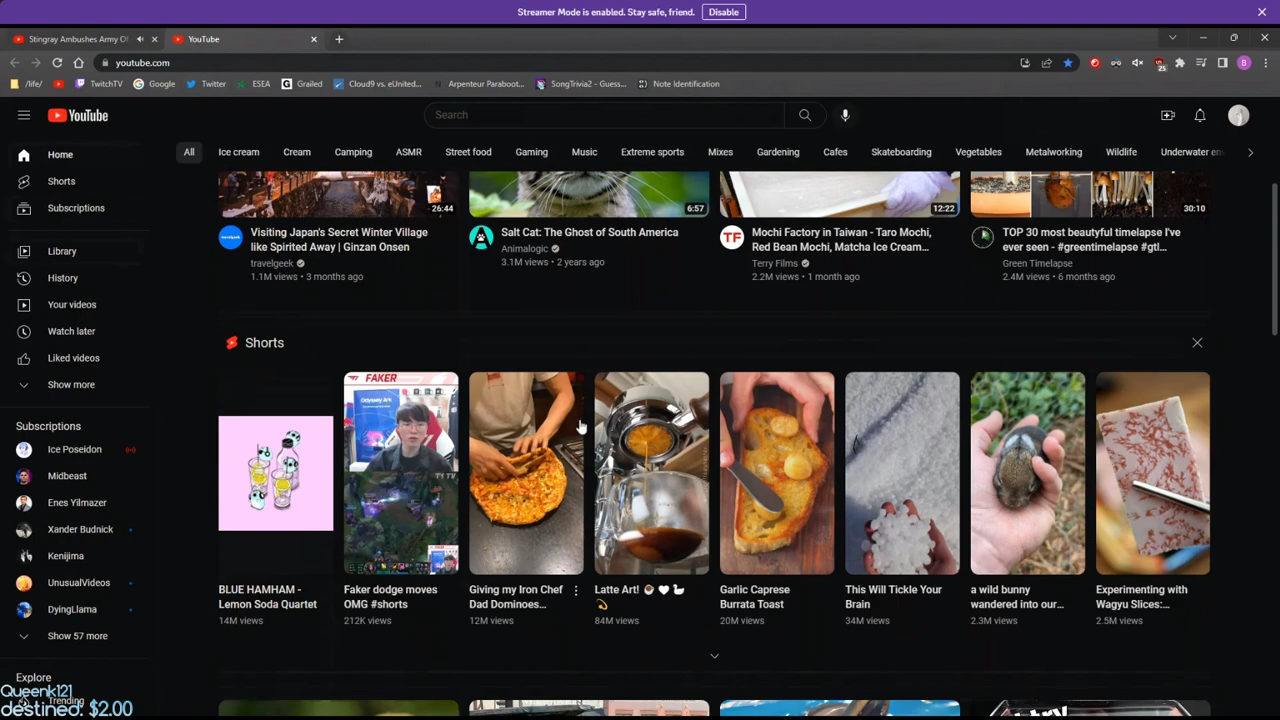 Streamer Mode is enabled. Stay safe, friend. Disable
Stingray Ambushes Army Of
YouTube
youtube.com
/life/
TwitchTV
Google
Twitter
ESEA
Grailed
Cloud9 vs. eUnited...
Arpenteur Paraboot...
SongTrivia2 - Gues...
Note Identification
25
B
YouTube
Search
All
Ice cream
Cream
Camping
ASMR
Street food
Gaming
Music
Extreme sports
Mixes
Gardening
Cafes
Skateboarding
Vegetables
Metalworking
Wildlife
Underwater en
Home
Shorts
Subscriptions
Library
History
Your videos
Watch later
Liked videos
Show more
Subscriptions
Ice Poseidon
Midbeast
Enes Yilmazer
Xander Budnick
Kenijima
UnusualVideos
DyingLlama
Show 57 more
Explore
Trending
Queenk121
destined: $2.00
26:44
Visiting Japan's Secret Winter Village
like Spirited Away | Ginzan Onsen
travelgeek
1.1M views • 3 months ago
6:57
Salt Cat: The Ghost of South America
Animalogic
3.1M views • 2 years ago
12:22
TF
Mochi Factory in Taiwan - Taro Mochi,
Red Bean Mochi, Matcha Ice Cream...
Terry Films
2.2M views • 1 month ago
30:10
TOP 30 most beautyful timelapse I've
ever seen - #greentimelapse #gtl...
Green Timelapse
2.4M views • 6 months ago
Shorts
BLUE HAMHAM -
Lemon Soda Quartet
14M views
FAKER
Odyssey Ark
T1 TV
Faker dodge moves
OMG #shorts
212K views
Giving my Iron Chef
Dad Dominoes...
12M views
Latte Art!
84M views
Garlic Caprese
Burrata Toast
20M views
This Will Tickle Your
Brain
34M views
a wild bunny
wandered into our...
2.3M views
Experimenting with
Wagyu Slices:...
2.5M views